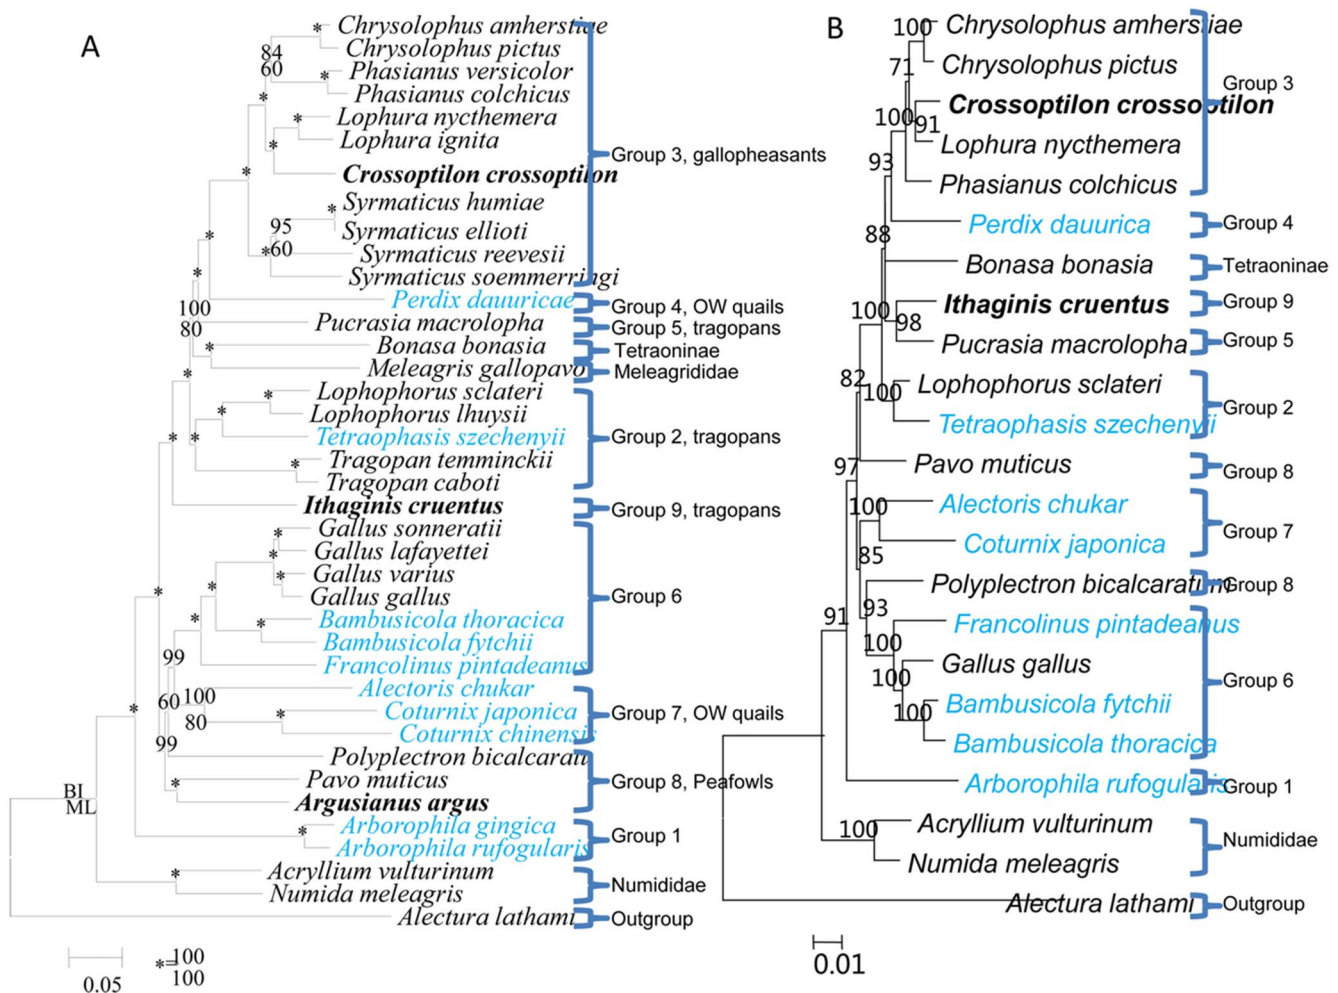 A
* Chrysolophus amherstiae
Chrysolophus pictus
84
60
* Phasianus versicolor
Phasianus colchicus
*
* Lophura nycthemera
Lophura ignita
*
Crossoptilon crossoptilon
Group 3, gallopheasants
*
* Syrmaticus humiae
Syrmaticus ellioti
95
*60
Syrmaticus reevesii
Syrmaticus soemmerringi
*
*
Perdix dauuricae
Group 4, OW quails
100
80
Pucrasia macrolopha
Group 5, tragopans
* Bonasa bonasia
Tetraoninae
Meleagris gallopavo
Meleagrididae
*
* Lophophorus sclateri
Lophophorus lhuysii
*
Tetraophasis szechenyii
Group 2, tragopans
* *
* Tragopan temminckii
Tragopan caboti
Ithaginis cruentus
Group 9, tragopans
* Gallus sonneratii
Gallus lafayettei
*
* Gallus varius
Gallus gallus
*
Group 6
*
* Bambusicola thoracica
Bambusicola fytchii
*
Francolinus pintadeanus
99
60
100
80
Alectoris chukar
* Coturnix japonica
Coturnix chinensis
Group 7, OW quails
*
99
Polyplectron bicalcarati
* Pavo muticus
Argusianus argus
Group 8, Peafowls
BI
ML
* Arborophila gingica
Arborophila rufogularis
Group 1
* Acryllium vulturinum
Numida meleagris
Numididae
Alectura lathami
Outgroup
0.05
*=100
100
B
100
Chrysolophus amherstiae
71
Chrysolophus pictus
Group 3
Crossoptilon crossoptilon
100
91
Lophura nycthemera
93
Phasianus colchicus
Perdix dauurica
Group 4
88
Bonasa bonasia
Tetraoninae
Ithaginis cruentus
Group 9
100
98
Pucrasia macrolopha
Group 5
82
100
Lophophorus sclateri
Tetraophasis szechenyii
Group 2
97
Pavo muticus
Group 8
100
Alectoris chukar
Coturnix japonica
Group 7
85
Polyplectron bicalcaratum
Group 8
91
93
Francolinus pintadeanus
100
Gallus gallus
100
Group 6
Bambusicola fytchii
100
Bambusicola thoracica
Arborophila rufogularis
Group 1
100
Acryllium vulturinum
Numida meleagris
Numididae
Alectura lathami
Outgroup
0.01